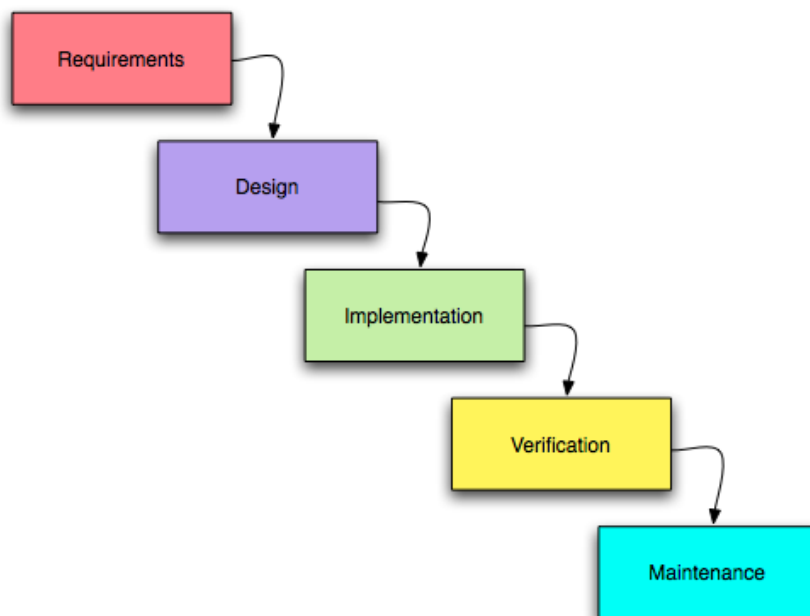 Requirements
Design
Implementation
Verification
Maintenance